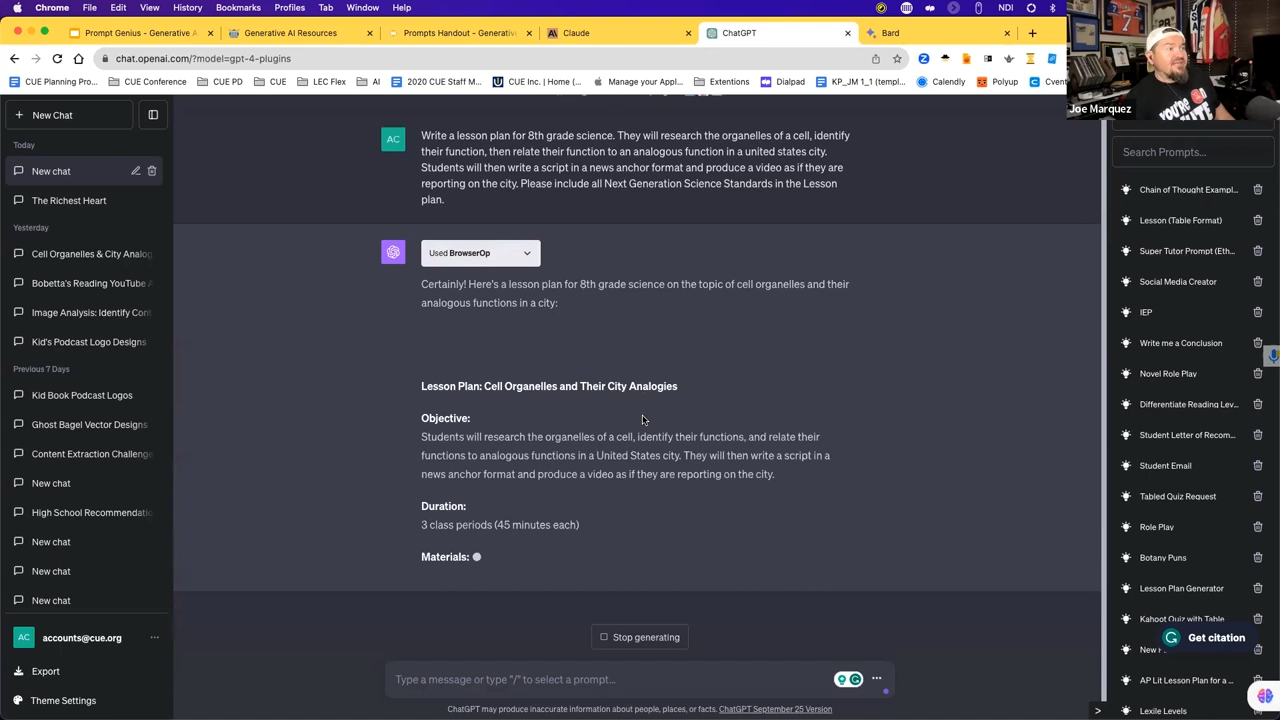 Chrome File Edit View History Bookmarks Profiles Tab Window Help NDI
Prompt Genius - Generative A
Generative AI Resources
Prompts Handout - Generative
Claude
ChatGPT
Bard
chat.openai.com/?model=gpt-4-plugins
CUE Planning Pro...
CUE Conference
CUE PD
CUE
LEC Flex
AI
2020 CUE Staff M...
CUE Inc. | Home (...
Manage your Appl...
Extentions
Dialpad
KP_JM 1_1 (templ...
Calendly
Polyup
Cvent
Joe Marquez
New Chat
Today
New chat
The Richest Heart
Yesterday
Cell Organelles & City Analog
Bobetta's Reading YouTube A
Image Analysis: Identify Cont
Kid's Podcast Logo Designs
Previous 7 Days
Kid Book Podcast Logos
Ghost Bagel Vector Designs
Content Extraction Challenge
New chat
High School Recommendatio
New chat
New chat
New chat
AC accounts@cue.org
Export
Theme Settings
AC
Write a lesson plan for 8th grade science. They will research the organelles of a cell, identify
their function, then relate their function to an analogous function in a united states city.
Students will then write a script in a news anchor format and produce a video as if they are
reporting on the city. Please include all Next Generation Science Standards in the Lesson
plan.
Used BrowserOp
Certainly! Here's a lesson plan for 8th grade science on the topic of cell organelles and their
analogous functions in a city:
Lesson Plan: Cell Organelles and Their City Analogies
Objective:
Students will research the organelles of a cell, identify their functions, and relate their
functions to analogous functions in a United States city. They will then write a script in a
news anchor format and produce a video as if they are reporting on the city.
Duration:
3 class periods (45 minutes each)
Materials:
Stop generating
Type a message or type "/" to select a prompt...
ChatGPT may produce inaccurate information about people, places, or facts. ChatGPT September 25 Version
Search Prompts...
Chain of Thought Exampl...
Lesson (Table Format)
Super Tutor Prompt (Eth...
Social Media Creator
IEP
Write me a Conclusion
Novel Role Play
Differentiate Reading Lev...
Student Letter of Recom...
Student Email
Tabled Quiz Request
Role Play
Botany Puns
Lesson Plan Generator
Kahoot Quiz with Table
Get citation
AP Lit Lesson Plan for a ...
Lexile Levels